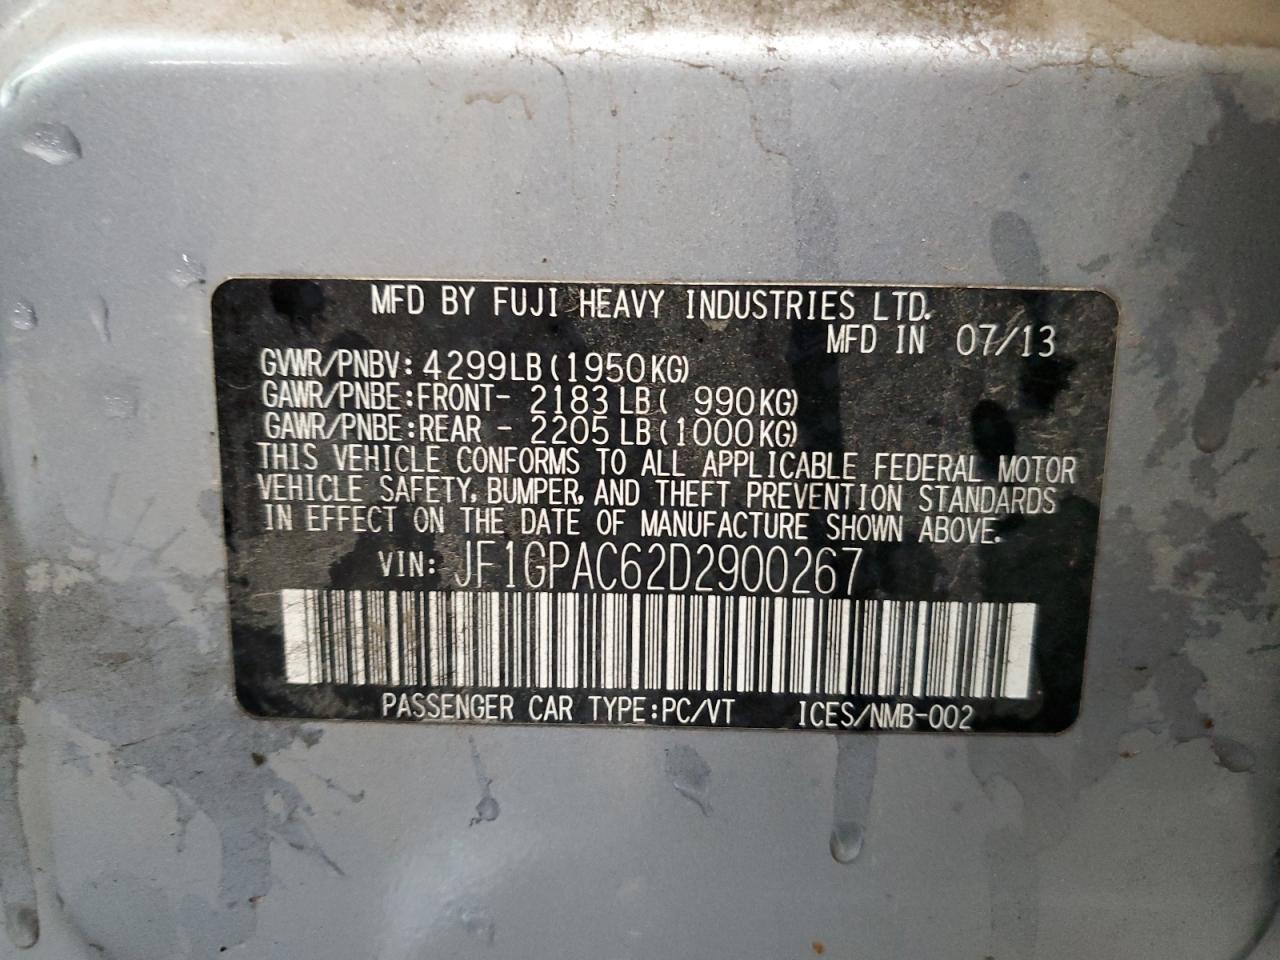 MFD BY FUJI HEAVY INDUSTRIES LTD.
MFD IN 07/13
GVWR/PNBV: 4299LB(1950KG)
GAWR/PNBE:FRONT- 2183LB( 990KG)
GAWR/PNBE:REAR - 2205LB(1000KG)
THIS VEHICLE CONFORMS TO ALL APPLICABLE FEDERAL MOTOR
VEHICLE SAFETY, BUMPER, AND THEFT PREVENTION STANDARDS
IN EFFECT ON THE DATE OF MANUFACTURE SHOWN ABOVE.
VIN: JF1GPAC62D2900267
PASSENGER CAR TYPE:PC/VT ICES/NMB-002